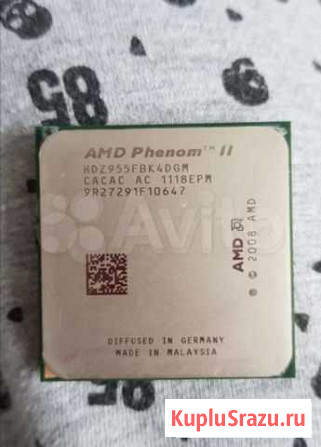 85
AMD Phenom™ II
HDZ955FBK4DGM
CACAC AC 1118EPM
9R27291F10647
AMD
© 2008 AMD
DIFFUSED IN GERMANY
MADE IN MALAYSIA
Avito
KupluSrazu.ru